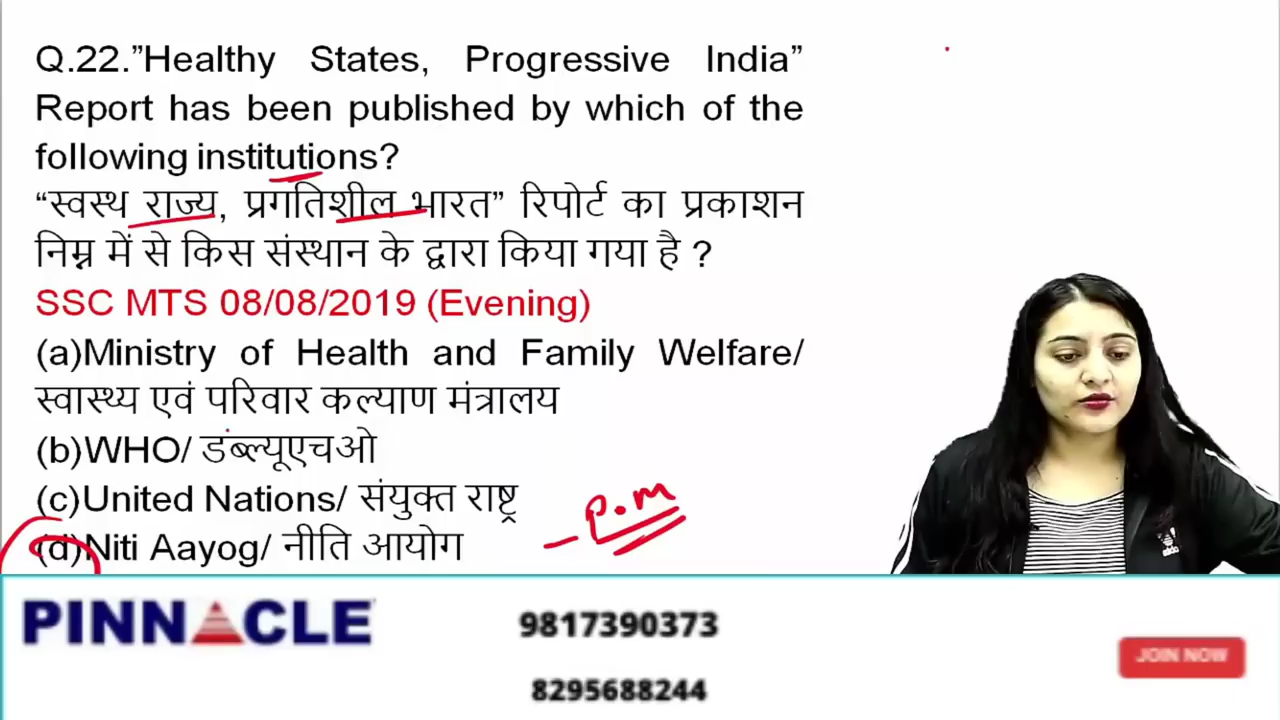 Q.22."Healthy States, Progressive India”
Report has been published by which of the
following institutions?
“स्वस्थ राज्य, प्रगतिशील भारत” रिपोर्ट का प्रकाशन
निम्न में से किस संस्थान के द्वारा किया गया है ?
SSC MTS 08/08/2019 (Evening)
(a)Ministry of Health and Family Welfare/
स्वास्थ्य एवं परिवार कल्याण मंत्रालय
(b)WHO/ डब्ल्यूएचओ
(c)United Nations/ संयुक्त राष्ट्र
(d)Niti Aayog/ नीति आयोग
P.M
PINNACLE
9817390373
8295688244
JOIN NOW
adidas